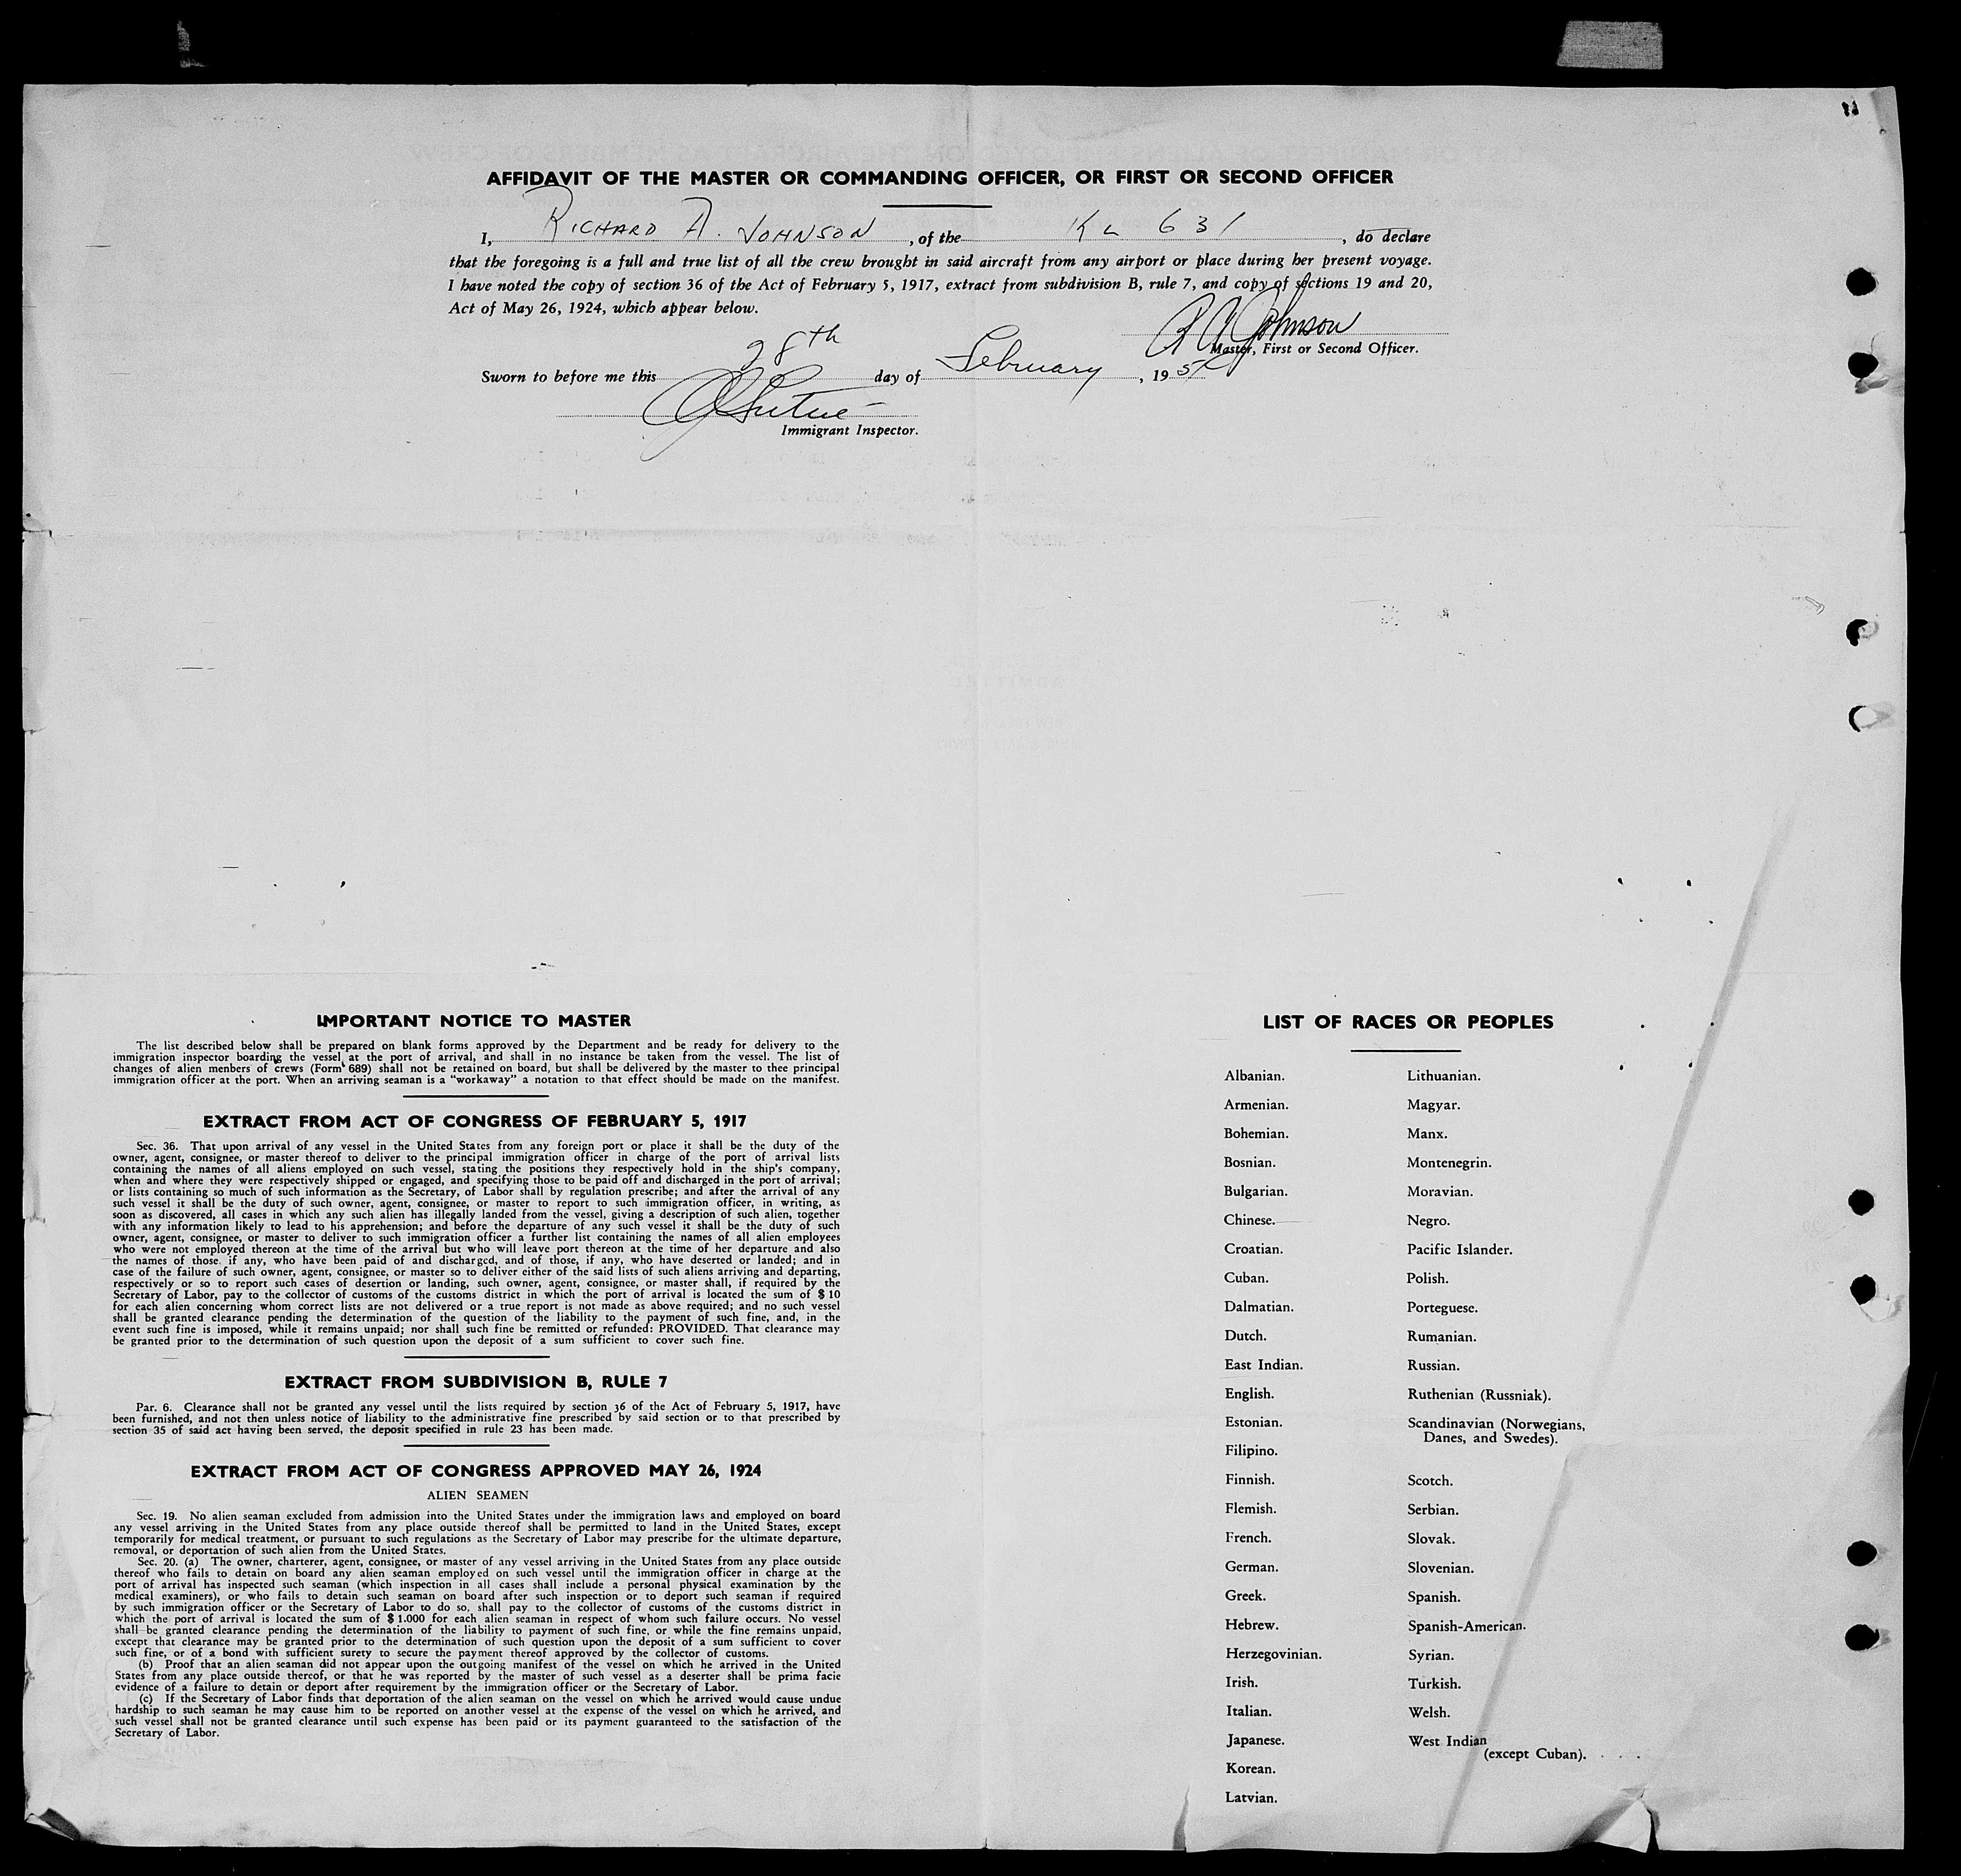 AFFIDAVIT OF THE MASTER OR COMMANDING OFFICER, OR FIRST OR SECOND OFFICER
I, RICHARD A. JOHNSON , of the KL 631 , do declare
that the foregoing is a full and true list of all the crew brought in said aircraft from any airport or place during her present voyage.
I have noted the copy of section 36 of the Act of February 5, 1917, extract from subdivision B, rule 7, and copy of sections 19 and 20,
Act of May 26, 1924, which appear below.
R A Johnson
Master, First or Second Officer.
Sworn to before me this 28th day of February , 19
Immigrant Inspector.
IMPORTANT NOTICE TO MASTER
The list described below shall be prepared on blank forms approved by the Department and be ready for delivery to the
immigration inspector boarding the vessel at the port of arrival, and shall in no instance be taken from the vessel. The list of
changes of alien menbers of crews (Form 689) shall not be retained on board, but shall be delivered by the master to thee principal
immigration officer at the port. When an arriving seaman is a "workaway" a notation to that effect should be made on the manifest.
EXTRACT FROM ACT OF CONGRESS OF FEBRUARY 5, 1917
Sec. 36. That upon arrival of any vessel in the United States from any foreign port or place it shall be the duty of the
owner, agent, consignee, or master thereof to deliver to the principal immigration officer in charge of the port of arrival lists
containing the names of all aliens employed on such vessel, stating the positions they respectively hold in the ship's company,
when and where they were respectively shipped or engaged, and specifying those to be paid off and discharged in the port of arrival;
or lists containing so much of such information as the Secretary, of Labor shall by regulation prescribe; and after the arrival of any
such vessel it shall be the duty of such owner, agent, consignee, or master to report to such immigration officer, in writing, as
soon as discovered, all cases in which any such alien has illegally landed from the vessel, giving a description of such alien, together
with any information likely to lead to his apprehension; and before the departure of any such vessel it shall be the duty of such
owner, agent, consignee, or master to deliver to such immigration officer a further list containing the names of all alien employees
who were not employed thereon at the time of the arrival but who will leave port thereon at the time of her departure and also
the names of those, if any, who have been paid of and discharged, and of those, if any, who have deserted or landed; and in
case of the failure of such owner, agent, consignee, or master so to deliver either of the said lists of such aliens arriving and departing,
respectively or so to report such cases of desertion or landing, such owner, agent, consignee, or master shall, if required by the
Secretary of Labor, pay to the collector of customs of the customs district in which the port of arrival is located the sum of $ 10
for each alien concerning whom correct lists are not delivered or a true report is not made as above required; and no such vessel
shall be granted clearance pending the determination of the question of the liability to the payment of such fine, and, in the
event such fine is imposed, while it remains unpaid; nor shall such fine be remitted or refunded: PROVIDED. That clearance may
be granted prior to the determination of such question upon the deposit of a sum sufficient to cover such fine.
EXTRACT FROM SUBDIVISION B, RULE 7
Par. 6. Clearance shall not be granted any vessel until the lists required by section 36 of the Act of February 5, 1917, have
been furnished, and not then unless notice of liability to the administrative fine prescribed by said section or to that prescribed by
section 35 of said act having been served, the deposit specified in rule 23 has been made.
EXTRACT FROM ACT OF CONGRESS APPROVED MAY 26, 1924
ALIEN SEAMEN
Sec. 19. No alien seaman excluded from admission into the United States under the immigration laws and employed on board
any vessel arriving in the United States from any place outside thereof shall be permitted to land in the United States, except
temporarily for medical treatment, or pursuant to such regulations as the Secretary of Labor may prescribe for the ultimate departure,
removal, or deportation of such alien from the United States.
Sec. 20. (a) The owner, charterer, agent, consignee, or master of any vessel arriving in the United States from any place outside
thereof who fails to detain on board any alien seaman employed on such vessel until the immigration officer in charge at the
port of arrival has inspected such seaman (which inspection in all cases shall include a personal physical examination by the
medical examiners), or who fails to detain such seaman on board after such inspection or to deport such seaman if required
by such immigration officer or the Secretary of Labor to do so, shall pay to the collector of customs of the customs district in
which the port of arrival is located the sum of $ 1.000 for each alien seaman in respect of whom such failure occurs. No vessel
shall be granted clearance pending the determination of the liability to payment of such fine, or while the fine remains unpaid,
except that clearance may be granted prior to the determination of such question upon the deposit of a sum sufficient to cover
such fine, or of a bond with sufficient surety to secure the payment thereof approved by the collector of customs.
(b) Proof that an alien seaman did not appear upon the outgoing manifest of the vessel on which he arrived in the United
States from any place outside thereof, or that he was reported by the master of such vessel as a deserter shall be prima facie
evidence of a failure to detain or deport after requirement by the immigration officer or the Secretary of Labor.
(c) If the Secretary of Labor finds that deportation of the alien seaman on the vessel on which he arrived would cause undue
hardship to such seaman he may cause him to be reported on another vessel at the expense of the vessel on which he arrived, and
such vessel shall not be granted clearance until such expense has been paid or its payment guaranteed to the satisfaction of the
Secretary of Labor.
LIST OF RACES OR PEOPLES
Albanian.
Armenian.
Bohemian.
Bosnian.
Bulgarian.
Chinese.
Croatian.
Cuban.
Dalmatian.
Dutch.
East Indian.
English.
Estonian.
Filipino.
Finnish.
Flemish.
French.
German.
Greek.
Hebrew.
Herzegovinian.
Irish.
Italian.
Japanese.
Korean.
Latvian.
Lithuanian.
Magyar.
Manx.
Montenegrin.
Moravian.
Negro.
Pacific Islander.
Polish.
Porteguese.
Rumanian.
Russian.
Ruthenian (Russniak).
Scandinavian (Norwegians,
Danes, and Swedes).
Scotch.
Serbian.
Slovak.
Slovenian.
Spanish.
Spanish-American.
Syrian.
Turkish.
Welsh.
West Indian
(except Cuban).